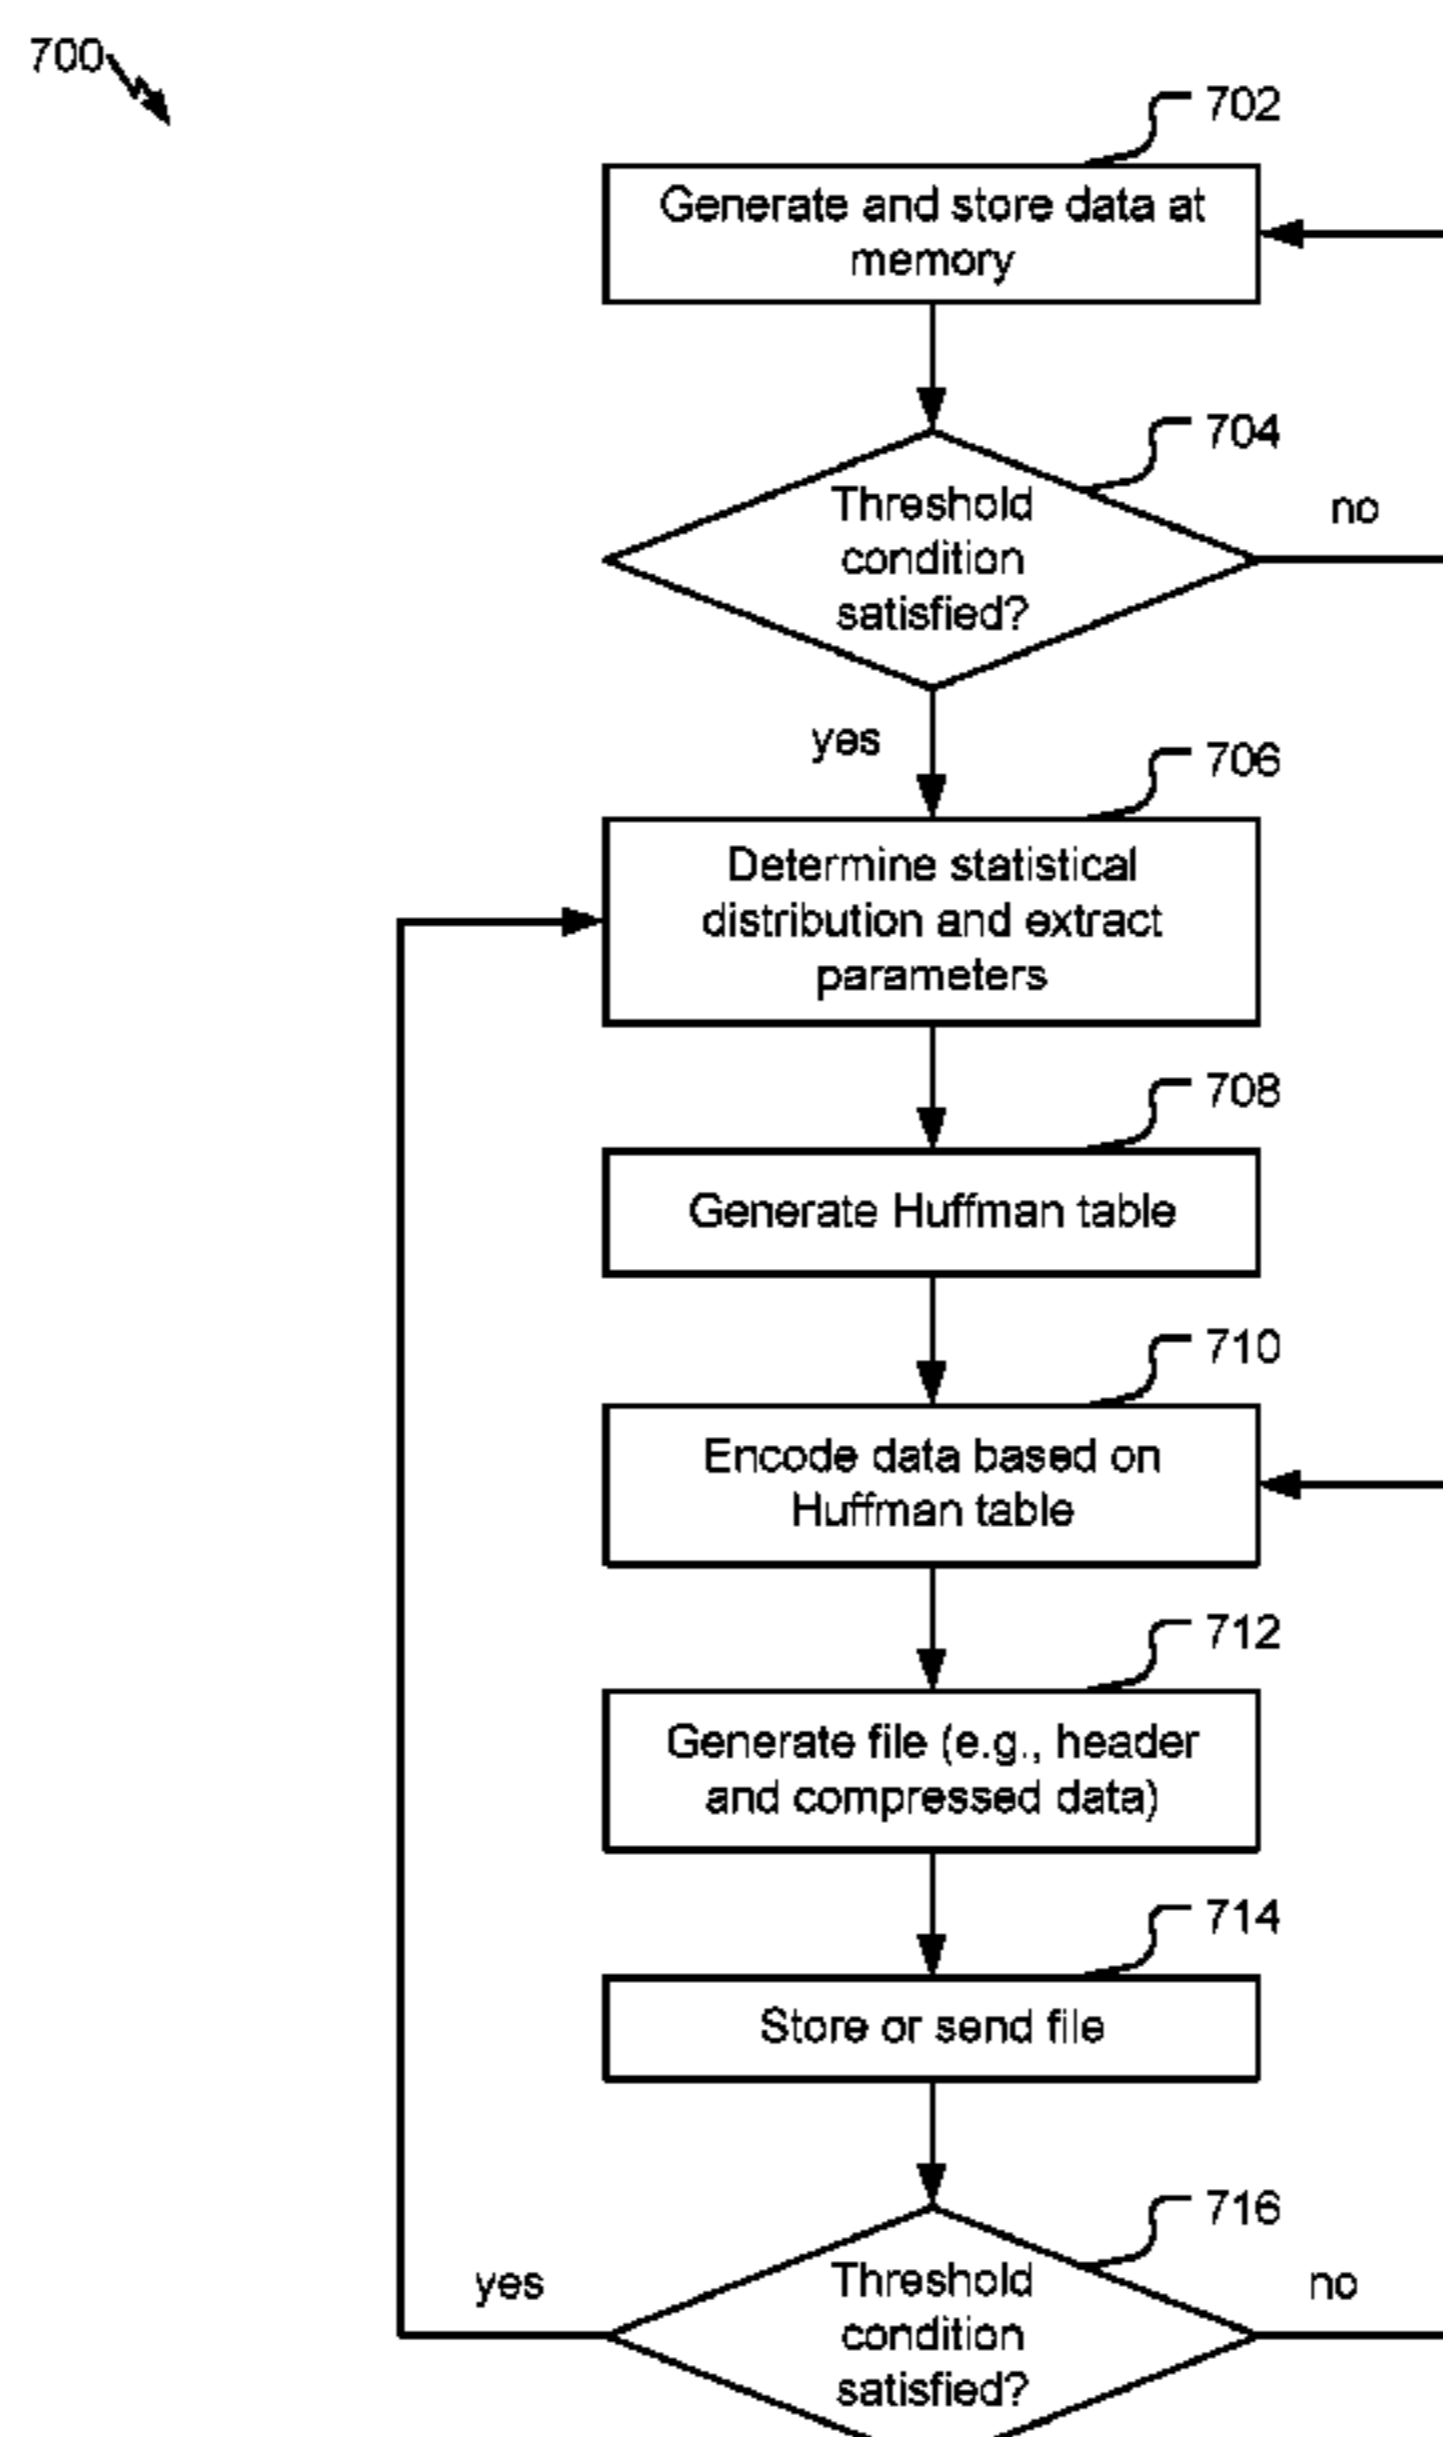 700
702
Generate and store data at
memory
704
Threshold
condition
satisfied?
no
yes
706
Determine statistical
distribution and extract
parameters
708
Generate Huffman table
710
Encode data based on
Huffman table
712
Generate file (e.g., header
and compressed data)
714
Store or send file
716
yes
Threshold
condition
satisfied?
no